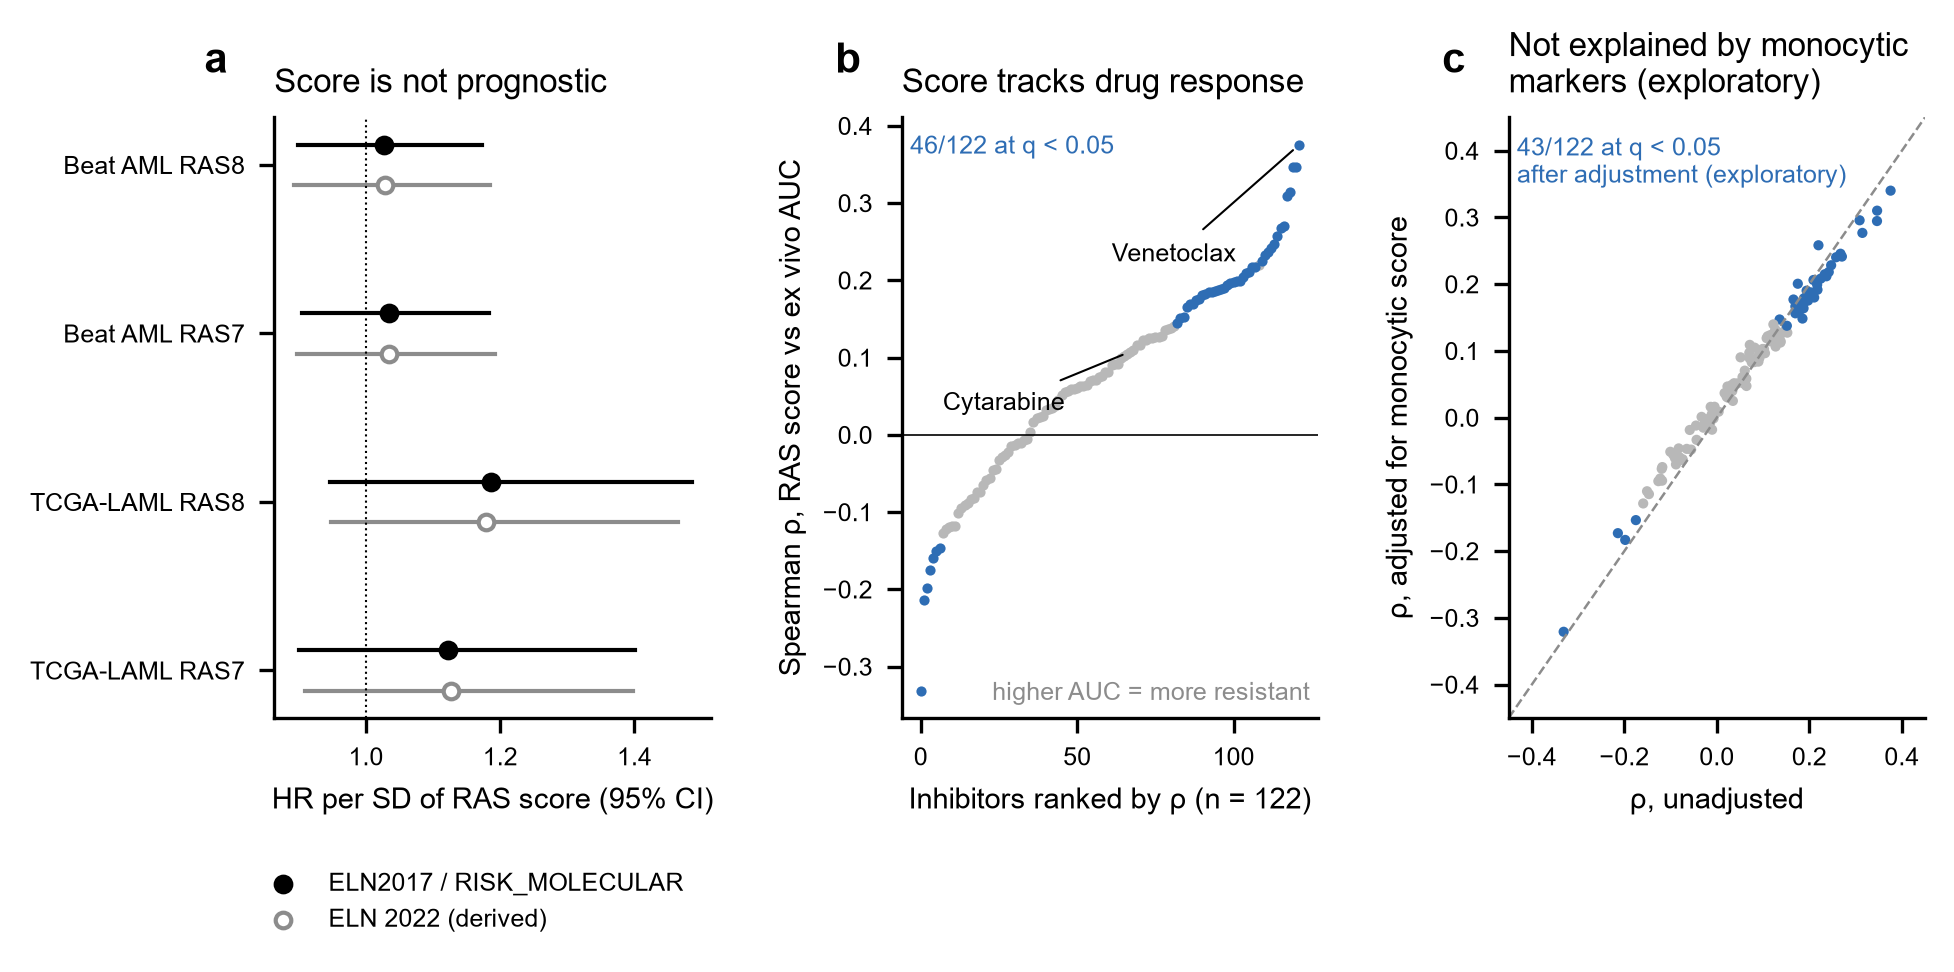 a
Score is not prognostic
Beat AML RAS8
Beat AML RAS7
TCGA-LAML RAS8
TCGA-LAML RAS7
1.0
1.2
1.4
HR per SD of RAS score (95% CI)
ELN2017 / RISK_MOLECULAR
ELN 2022 (derived)
b
Score tracks drug response
46/122 at q < 0.05
Venetoclax
Cytarabine
higher AUC = more resistant
Spearman ρ, RAS score vs ex vivo AUC
0.4
0.3
0.2
0.1
0.0
−0.1
−0.2
−0.3
0
50
100
Inhibitors ranked by ρ (n = 122)
c
Not explained by monocytic
markers (exploratory)
43/122 at q < 0.05
after adjustment (exploratory)
ρ, adjusted for monocytic score
0.4
0.3
0.2
0.1
0.0
−0.1
−0.2
−0.3
−0.4
−0.4
−0.2
0.0
0.2
0.4
ρ, unadjusted